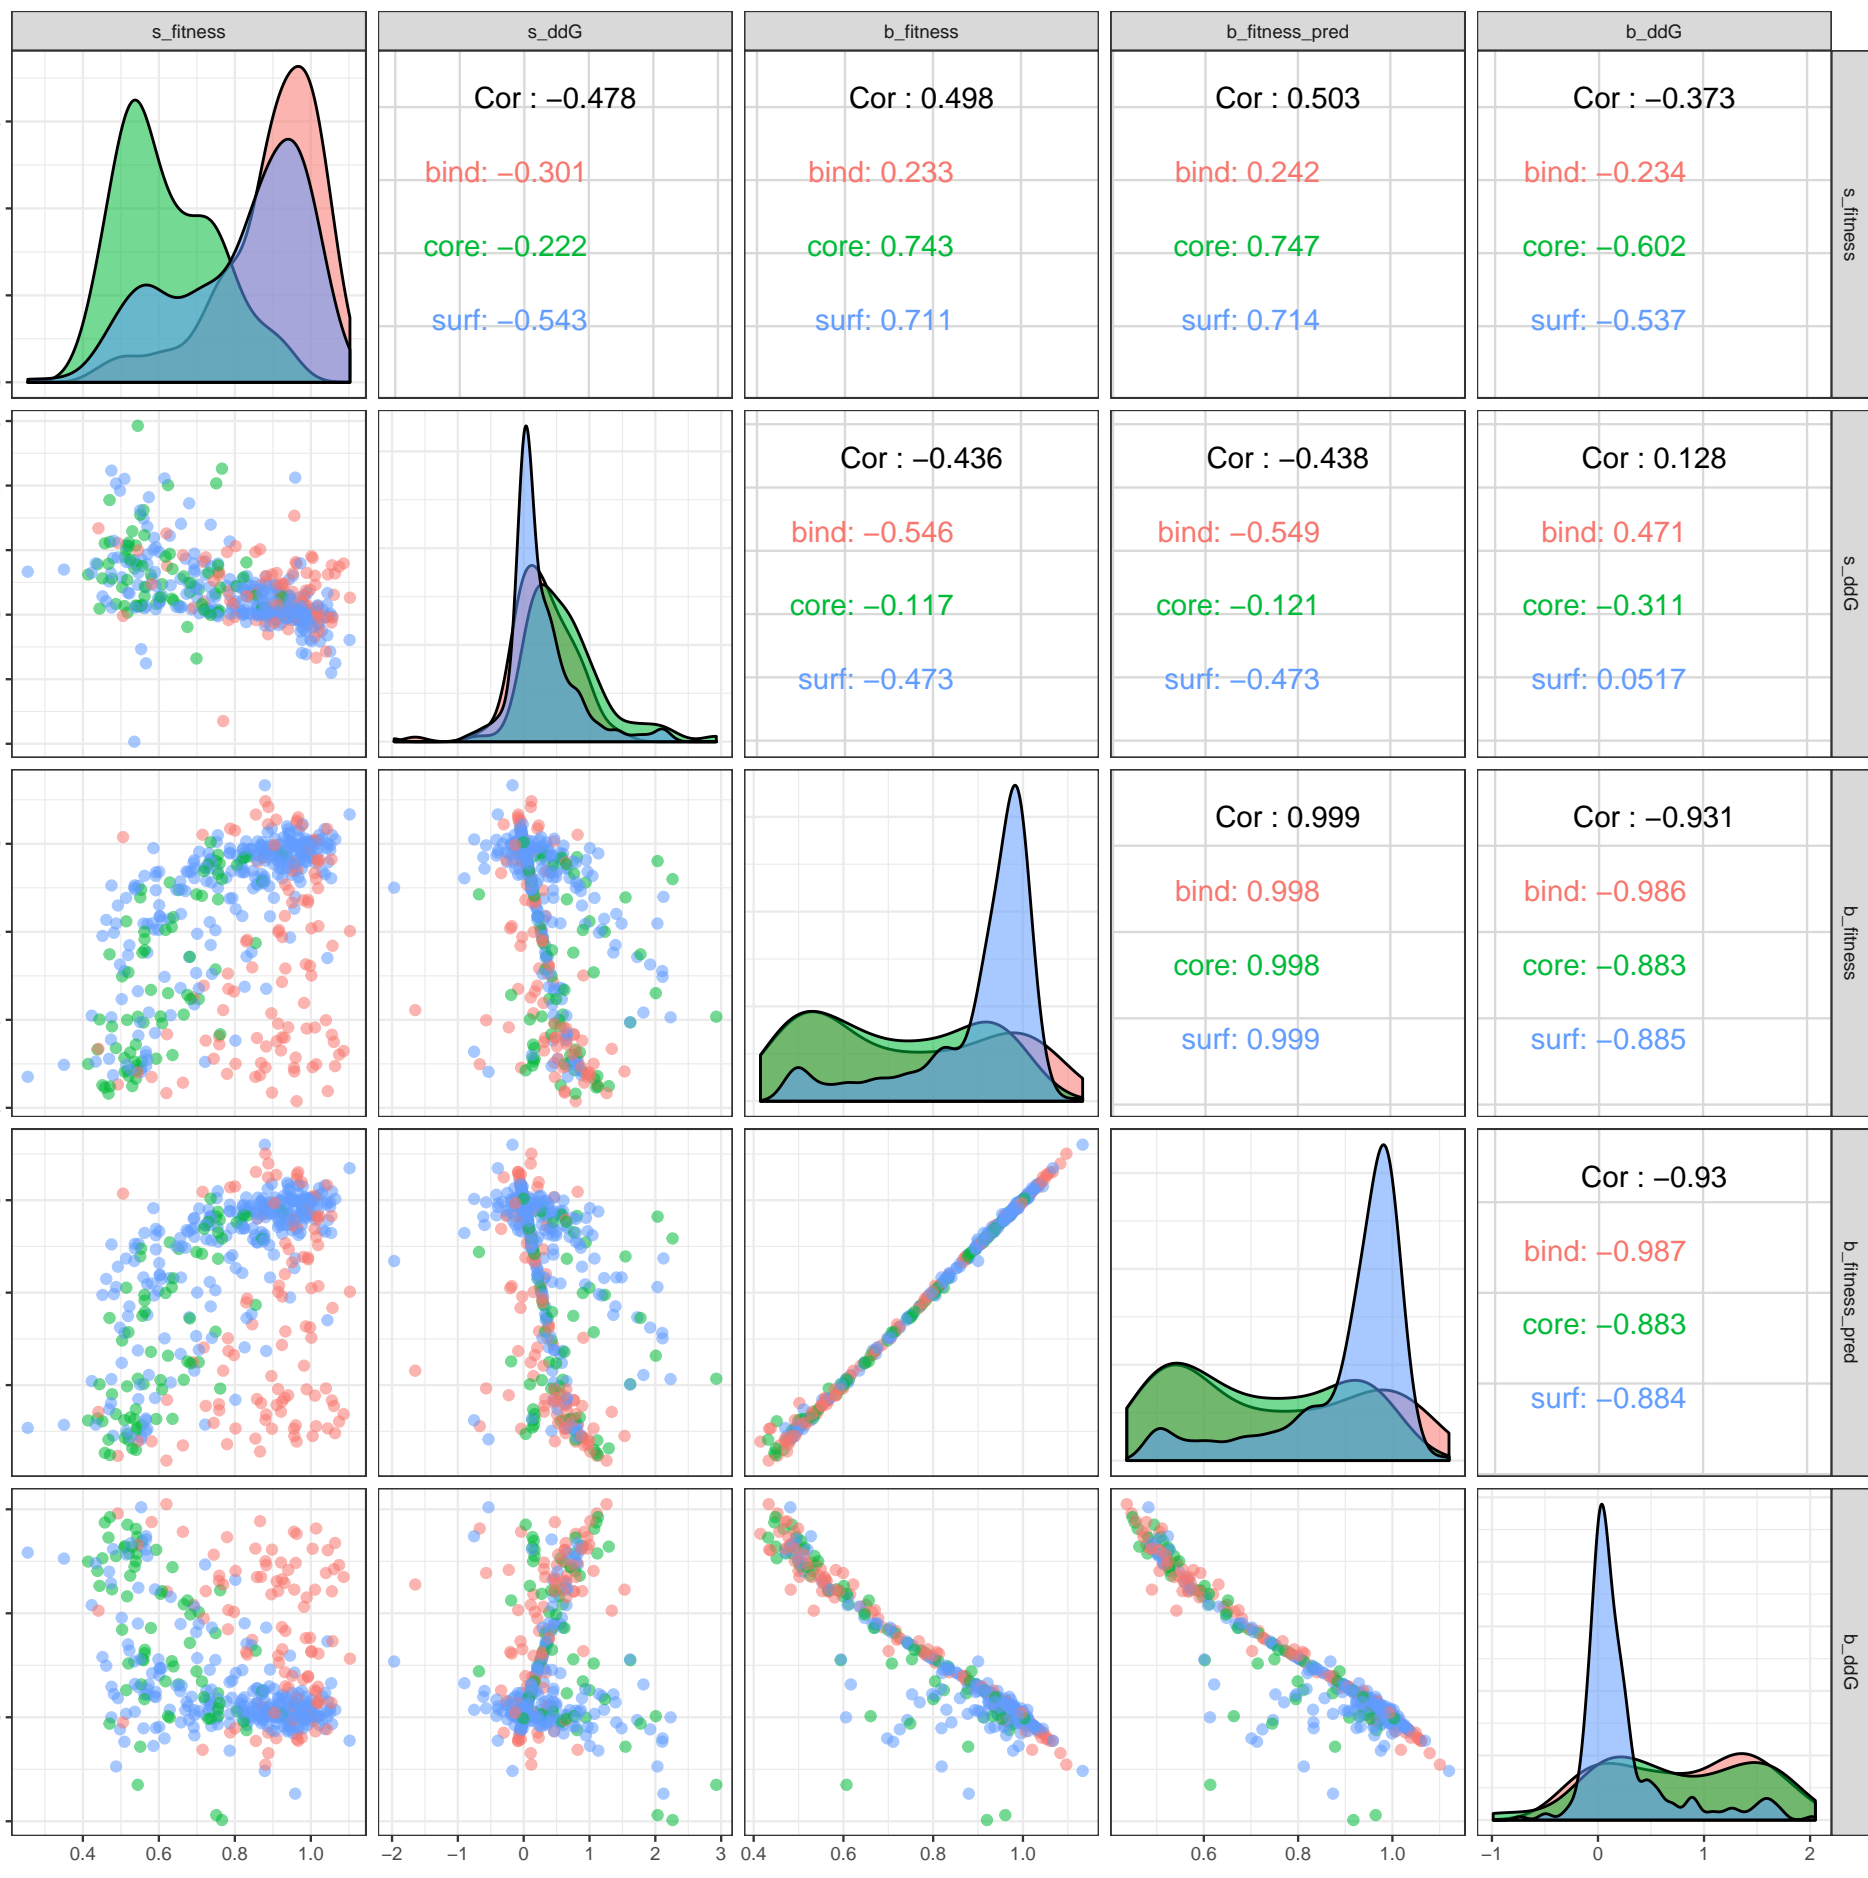 s_fitness s_ddG b_fitness b_fitness_pred b_ddG
Cor : −0.478 Cor : 0.498 Cor : 0.503 Cor : −0.373
bind: −0.301 bind: 0.233 bind: 0.242 bind: −0.234
core: −0.222 core: 0.743 core: 0.747 core: −0.602
surf: −0.543 surf: 0.711 surf: 0.714 surf: −0.537
s_fitness
Cor : −0.436 Cor : −0.438 Cor : 0.128
bind: −0.546 bind: −0.549 bind: 0.471
core: −0.117 core: −0.121 core: −0.311
surf: −0.473 surf: −0.473 surf: 0.0517
s_ddG
Cor : 0.999 Cor : −0.931
bind: 0.998 bind: −0.986
core: 0.998 core: −0.883
surf: 0.999 surf: −0.885
b_fitness
Cor : −0.93
bind: −0.987
core: −0.883
surf: −0.884
b_fitness_pred
b_ddG
0.4 0.6 0.8 1.0 −2 −1 0 1 2 3 0.4 0.6 0.8 1.0 0.6 0.8 1.0 −1 0 1 2